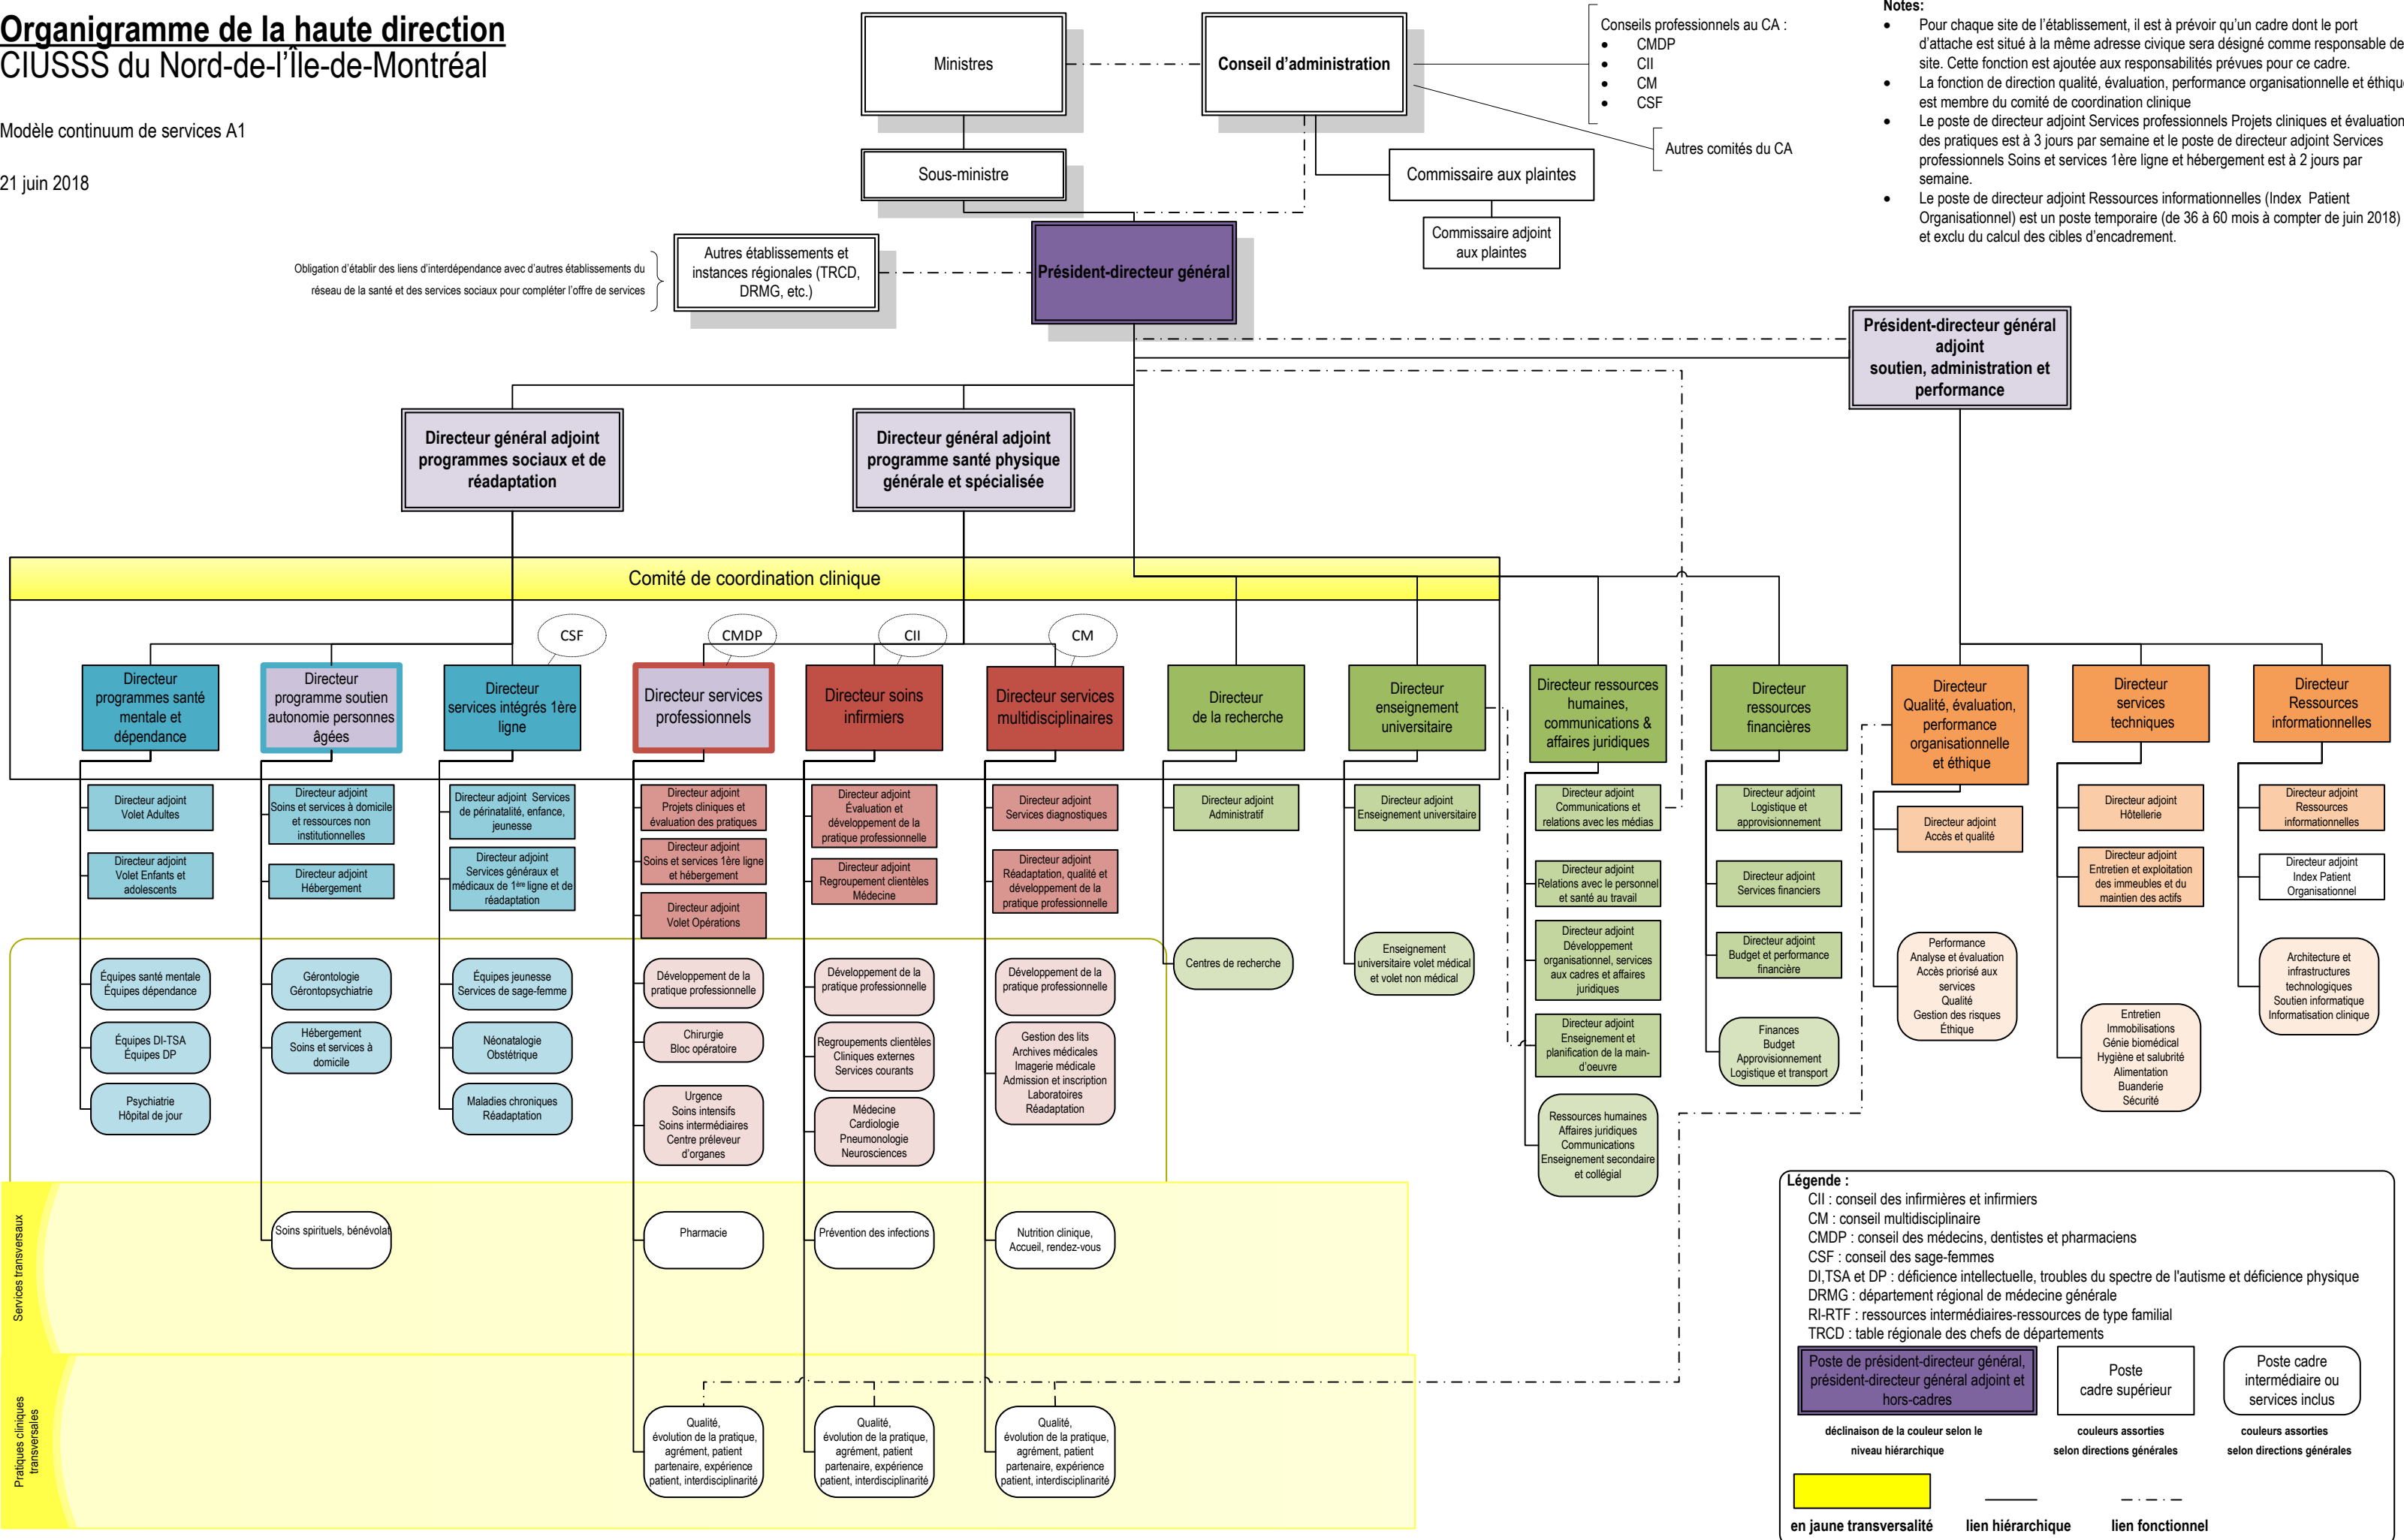 Organigramme de la haute direction
CIUSSS du Nord-de-l'Île-de-Montréal
Modèle continuum de services A1
21 juin 2018
Ministres
Conseil d'administration
Conseils professionnels au CA :
• CMDP
• CII
• CM
• CSF
Autres comités du CA
Notes:
• Pour chaque site de l'établissement, il est à prévoir qu'un cadre dont le port
d'attache est situé à la même adresse civique sera désigné comme responsable de
site. Cette fonction est ajoutée aux responsabilités prévues pour ce cadre.
• La fonction de direction qualité, évaluation, performance organisationnelle et éthique
est membre du comité de coordination clinique
• Le poste de directeur adjoint Services professionnels Projets cliniques et évaluation
des pratiques est à 3 jours par semaine et le poste de directeur adjoint Services
professionnels Soins et services 1ère ligne et hébergement est à 2 jours par
semaine.
• Le poste de directeur adjoint Ressources informationnelles (Index Patient
Organisationnel) est un poste temporaire (de 36 à 60 mois à compter de juin 2018)
et exclu du calcul des cibles d'encadrement.
Sous-ministre
Commissaire aux plaintes
Commissaire adjoint
aux plaintes
Obligation d'établir des liens d'interdépendance avec d'autres établissements du
réseau de la santé et des services sociaux pour compléter l'offre de services
Autres établissements et
instances régionales (TRCD,
DRMG, etc.)
Président-directeur général
Président-directeur général
adjoint
soutien, administration et
performance
Directeur général adjoint
programmes sociaux et de
réadaptation
Directeur général adjoint
programme santé physique
générale et spécialisée
Comité de coordination clinique
CSF
CMDP
CII
CM
Directeur
programmes santé
mentale et
dépendance
Directeur
programme soutien
autonomie personnes
âgées
Directeur
services intégrés 1ère
ligne
Directeur services
professionnels
Directeur soins
infirmiers
Directeur services
multidisciplinaires
Directeur
de la recherche
Directeur
enseignement
universitaire
Directeur ressources
humaines,
communications &
affaires juridiques
Directeur
ressources
financières
Directeur
Qualité, évaluation,
performance
organisationnelle
et éthique
Directeur
services
techniques
Directeur
Ressources
informationnelles
Directeur adjoint
Volet Adultes
Directeur adjoint
Soins et services à domicile
et ressources non
institutionnelles
Directeur adjoint Services
de périnatalité, enfance,
jeunesse
Directeur adjoint
Projets cliniques et
évaluation des pratiques
Directeur adjoint
Évaluation et
développement de la
pratique professionnelle
Directeur adjoint
Services diagnostiques
Directeur adjoint
Administratif
Directeur adjoint
Enseignement universitaire
Directeur adjoint
Communications et
relations avec les médias
Directeur adjoint
Logistique et
approvisionnement
Directeur adjoint
Accès et qualité
Directeur adjoint
Hôtellerie
Directeur adjoint
Ressources
informationnelles
Directeur adjoint
Volet Enfants et
adolescents
Directeur adjoint
Hébergement
Directeur adjoint
Services généraux et
médicaux de 1ère ligne et de
réadaptation
Directeur adjoint
Soins et services 1ère ligne
et hébergement
Directeur adjoint
Volet Opérations
Directeur adjoint
Regroupement clientèles
Médecine
Directeur adjoint
Réadaptation, qualité et
développement de la
pratique professionnelle
Directeur adjoint
Relations avec le personnel
et santé au travail
Directeur adjoint
Services financiers
Directeur adjoint
Entretien et exploitation
des immeubles et du
maintien des actifs
Directeur adjoint
Index Patient
Organisationnel
Directeur adjoint
Développement
organisationnel, services
aux cadres et affaires
juridiques
Directeur adjoint
Budget et performance
financière
Directeur adjoint
Enseignement et
planification de la main-
d'oeuvre
Équipes santé mentale
Équipes dépendance
Gérontologie
Gérontopsychiatrie
Équipes jeunesse
Services de sage-femme
Développement de la
pratique professionnelle
Développement de la
pratique professionnelle
Développement de la
pratique professionnelle
Centres de recherche
Enseignement
universitaire volet médical
et volet non médical
Performance
Analyse et évaluation
Accès priorisé aux
services
Qualité
Gestion des risques
Éthique
Architecture et
infrastructures
technologiques
Soutien informatique
Informatisation clinique
Équipes DI-TSA
Équipes DP
Hébergement
Soins et services à
domicile
Néonatalogie
Obstétrique
Chirurgie
Bloc opératoire
Regroupements clientèles
Cliniques externes
Services courants
Gestion des lits
Archives médicales
Imagerie médicale
Admission et inscription
Laboratoires
Réadaptation
Finances
Budget
Approvisionnement
Logistique et transport
Entretien
Immobilisations
Génie biomédical
Hygiène et salubrité
Alimentation
Buanderie
Sécurité
Psychiatrie
Hôpital de jour
Maladies chroniques
Réadaptation
Urgence
Soins intensifs
Soins intermédiaires
Centre préleveur
d'organes
Médecine
Cardiologie
Pneumonologie
Neurosciences
Ressources humaines
Affaires juridiques
Communications
Enseignement secondaire
et collégial
Services transversaux
Soins spirituels, bénévolat
Pharmacie
Prévention des infections
Nutrition clinique,
Accueil, rendez-vous
Pratiques cliniques
transversales
Qualité,
évolution de la pratique,
agrément, patient
partenaire, expérience
patient, interdisciplinarité
Qualité,
évolution de la pratique,
agrément, patient
partenaire, expérience
patient, interdisciplinarité
Qualité,
évolution de la pratique,
agrément, patient
partenaire, expérience
patient, interdisciplinarité
Légende :
CII : conseil des infirmières et infirmiers
CM : conseil multidisciplinaire
CMDP : conseil des médecins, dentistes et pharmaciens
CSF : conseil des sage-femmes
DI,TSA et DP : déficience intellectuelle, troubles du spectre de l'autisme et déficience physique
DRMG : département régional de médecine générale
RI-RTF : ressources intermédiaires-ressources de type familial
TRCD : table régionale des chefs de départements
Poste de président-directeur général,
président-directeur général adjoint et
hors-cadres
Poste
cadre supérieur
Poste cadre
intermédiaire ou
services inclus
déclinaison de la couleur selon le
niveau hiérarchique
couleurs assorties
selon directions générales
couleurs assorties
selon directions générales
en jaune transversalité
lien hiérarchique
lien fonctionnel